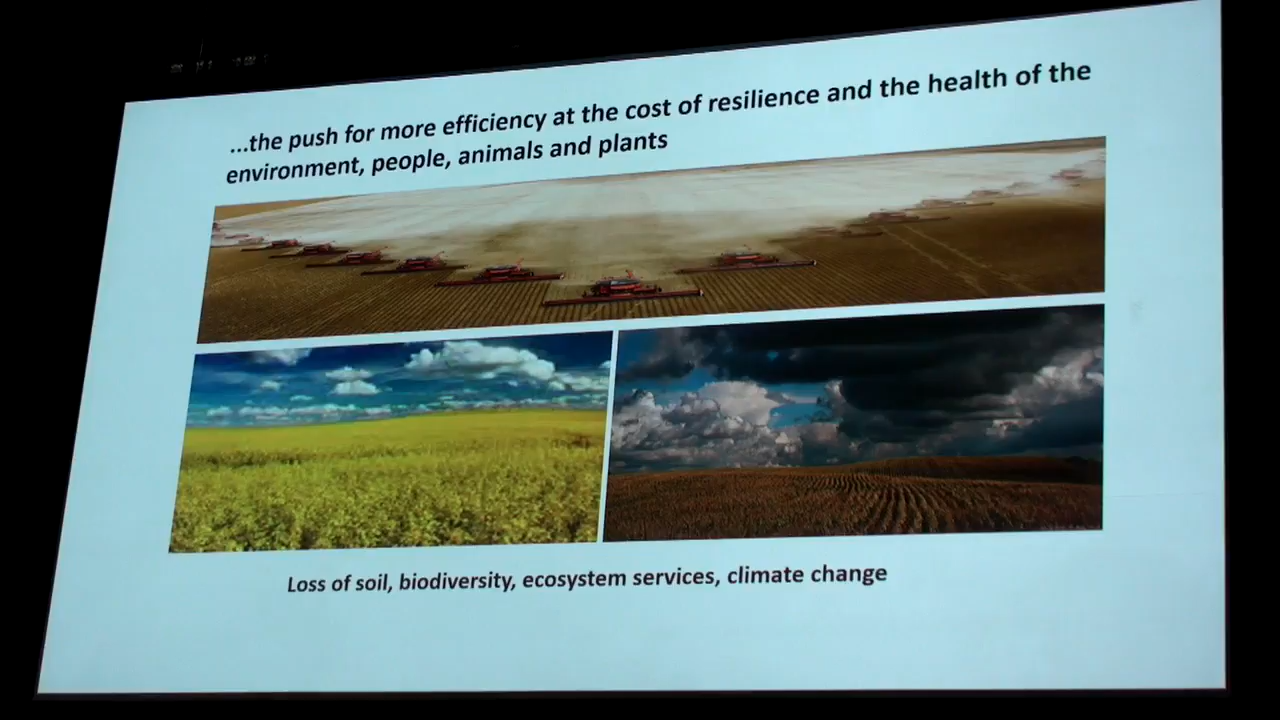 ...the push for more efficiency at the cost of resilience and the health of the
environment, people, animals and plants
Loss of soil, biodiversity, ecosystem services, climate change